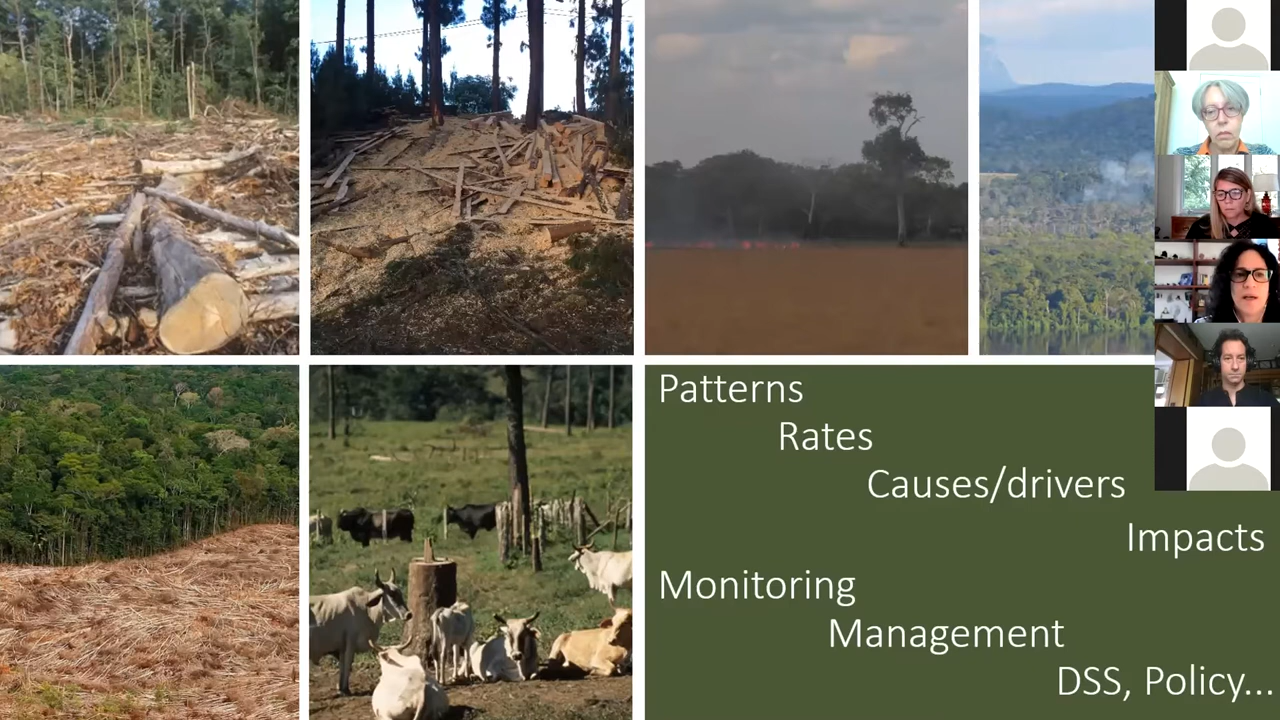 Patterns
Rates
Causes/drivers
Impacts
Monitoring
Management
DSS, Policy...